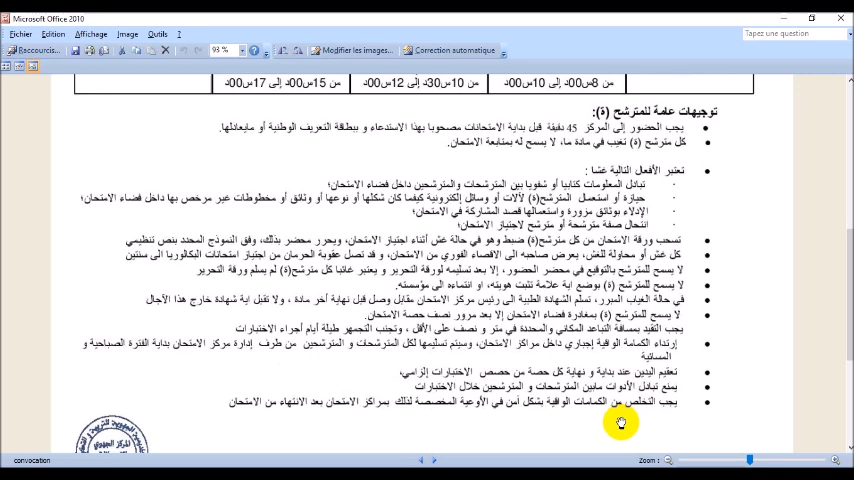 Microsoft Office 2010
Fichier Edition Affichage Image Outils ?
Tapez une question
Raccourcis... 93 % Modifier les images... Correction automatique
من 8س00د إلى 10س00د من 10س30د إلى 12س00د من 15س00د إلى 17س00د
توجيهات عامة للمترشح (ة):
يجب الحضور إلى المركز 45 دقيقة قبل بداية الامتحانات مصحوبا بهذا الاستدعاء و ببطاقة التعريف الوطنية أو مايعادلها.
كل مترشح (ة) تغيب في مادة ما، لا يسمح له بمتابعة الامتحان.
تعتبر الأفعال التالية غشا :
تبادل المعلومات كتابيا أو شفويا بين المترشحات والمترشحين داخل فضاء الامتحان؛
حيازة أو استعمال المترشح(ة) لآلات أو وسائل إلكترونية كيفما كان شكلها أو نوعها أو وثائق أو مخطوطات غير مرخص بها داخل فضاء الامتحان؛
الإدلاء بوثائق مزورة واستعمالها قصد المشاركة في الامتحان؛
انتحال صفة مترشحة أو مترشح لاجتياز الامتحان؛
تسحب ورقة الامتحان من كل مترشح(ة) ضبط وهو في حالة غش أثناء اجتياز الامتحان، ويحرر محضر بذلك، وفق النموذج المحدد بنص تنظيمي
كل غش أو محاولة للغش، يعرض صاحبه الى الاقصاء الفوري من الامتحان، و قد تصل عقوبة الحرمان من اجتياز امتحانات البكالوريا الى سنتين
لا يسمح للمترشح بالتوقيع في محضر الحضور، إلا بعد تسليمه لورقة التحرير و يعتبر غائبا كل مترشح(ة) لم يسلم ورقة التحرير
لا يسمح للمترشح (ة) بوضع اية علامة تثبت هويته، او انتماءه الى مؤسسته.
في حالة الغياب المبرر، تسلم الشهادة الطبية الى رئيس مركز الامتحان مقابل وصل قبل نهاية أخر مادة ، ولا تقبل اية شهادة خارج هذا الآجال
لا يسمح للمترشح (ة) بمغادرة فضاء الامتحان إلا بعد مرور نصف حصة الامتحان.
يجب التقيد بمسافة التباعد المكاني والمحددة في متر و نصف على الأقل ، وتجنب التجمهر طيلة أيام أجراء الاختبارات
إرتداء الكمامة الواقية إجباري داخل مراكز الامتحان، وسيتم تسليمها لكل المترشحات و المترشحين من طرف إدارة مركز الامتحان بداية الفترة الصباحية و
المسائية
تعقيم اليدين عند بداية و نهاية كل حصة من حصص الاختبارات إلزامي،
يمنع تبادل الأدوات مابين المترشحات و المترشحين خلال الاختبارات
يجب التخلص من الكمامات الواقية بشكل آمن في الأوعية المخصصة لذلك بمراكز الامتحان بعد الانتهاء من الامتحان
convocation Zoom :